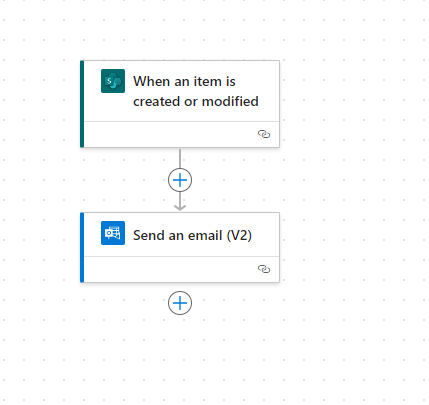 When an item is
created or modified
Send an email (V2)